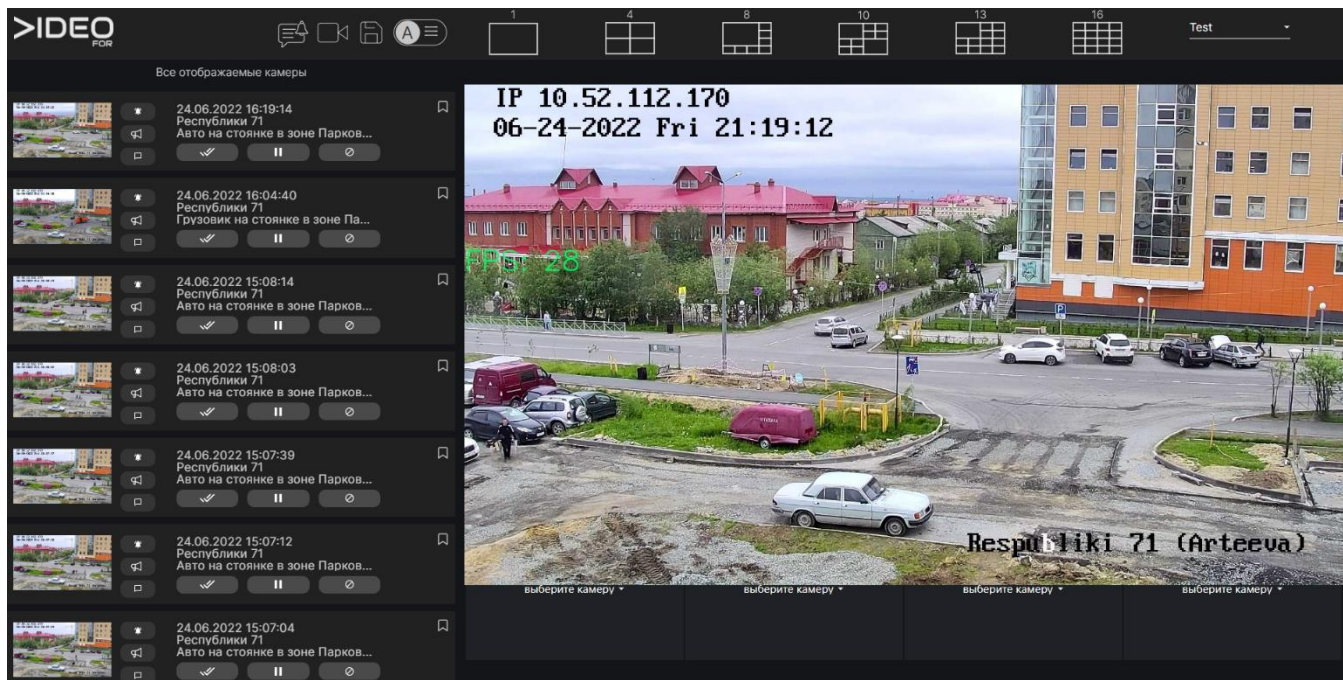 >IDEO
FOR
A
1
4
8
10
13
16
Test
Все отображаемые камеры
24.06.2022 16:19:14
Республики 71
Авто на стоянке в зоне Парков...
24.06.2022 16:04:40
Республики 71
Грузовик на стоянке в зоне Па...
24.06.2022 15:08:14
Республики 71
Авто на стоянке в зоне Парков...
24.06.2022 15:08:03
Республики 71
Авто на стоянке в зоне Парков...
24.06.2022 15:07:39
Республики 71
Авто на стоянке в зоне Парков...
24.06.2022 15:07:12
Республики 71
Авто на стоянке в зоне Парков...
24.06.2022 15:07:04
Республики 71
Авто на стоянке в зоне Парков...
IP 10.52.112.170
06-24-2022 Fri 21:19:12
FPS: 28
Respubliki 71 (Arteeva)
выберите камеру
выберите камеру
выберите камеру
выберите камеру